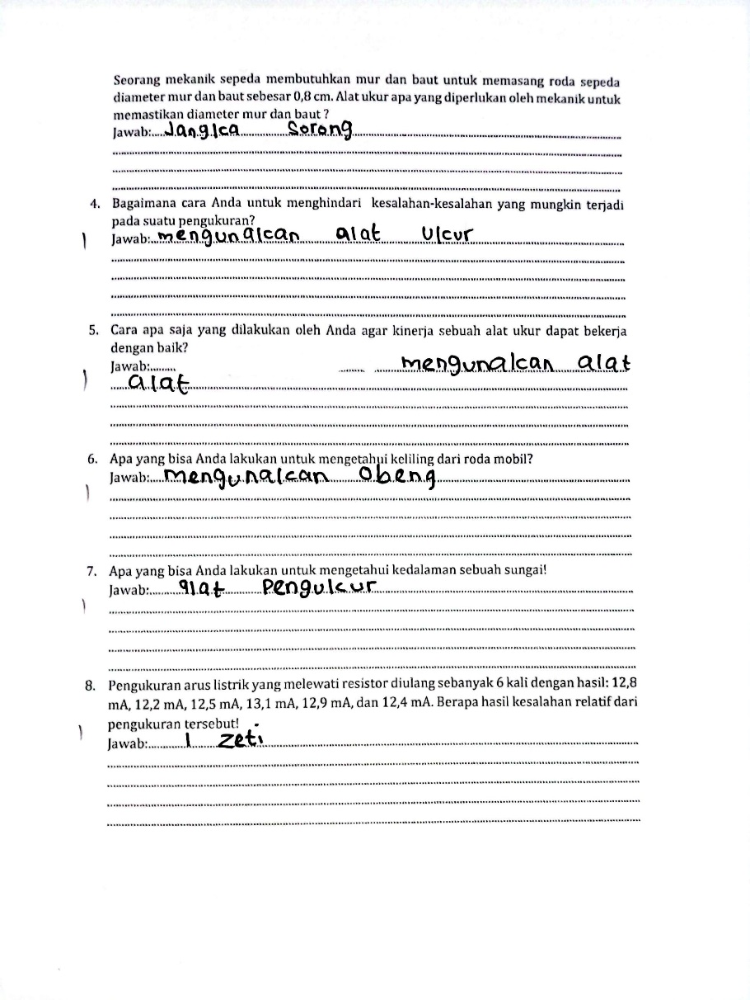 Seorang mekanik sepeda membutuhkan mur dan baut untuk memasang roda sepeda
diameter mur dan baut sebesar 0,8 cm. Alat ukur apa yang diperlukan oleh mekanik untuk
memastikan diameter mur dan baut ?
Jawab:.....Jangka Sorong
4. Bagaimana cara Anda untuk menghindari kesalahan-kesalahan yang mungkin terjadi
pada suatu pengukuran?
) Jawab:..mengunakan alat Ukur
5. Cara apa saja yang dilakukan oleh Anda agar kinerja sebuah alat ukur dapat bekerja
dengan baik?
Jawab:........ mengunakan alat
) alat
6. Apa yang bisa Anda lakukan untuk mengetahui keliling dari roda mobil?
Jawab:....mengunakan Obeng
)
7. Apa yang bisa Anda lakukan untuk mengetahui kedalaman sebuah sungai!
Jawab:.........alat Pengukur
)
8. Pengukuran arus listrik yang melewati resistor diulang sebanyak 6 kali dengan hasil: 12,8
mA, 12,2 mA, 12,5 mA, 13,1 mA, 12,9 mA, dan 12,4 mA. Berapa hasil kesalahan relatif dari
) pengukuran tersebut!
Jawab:...........1 zeti